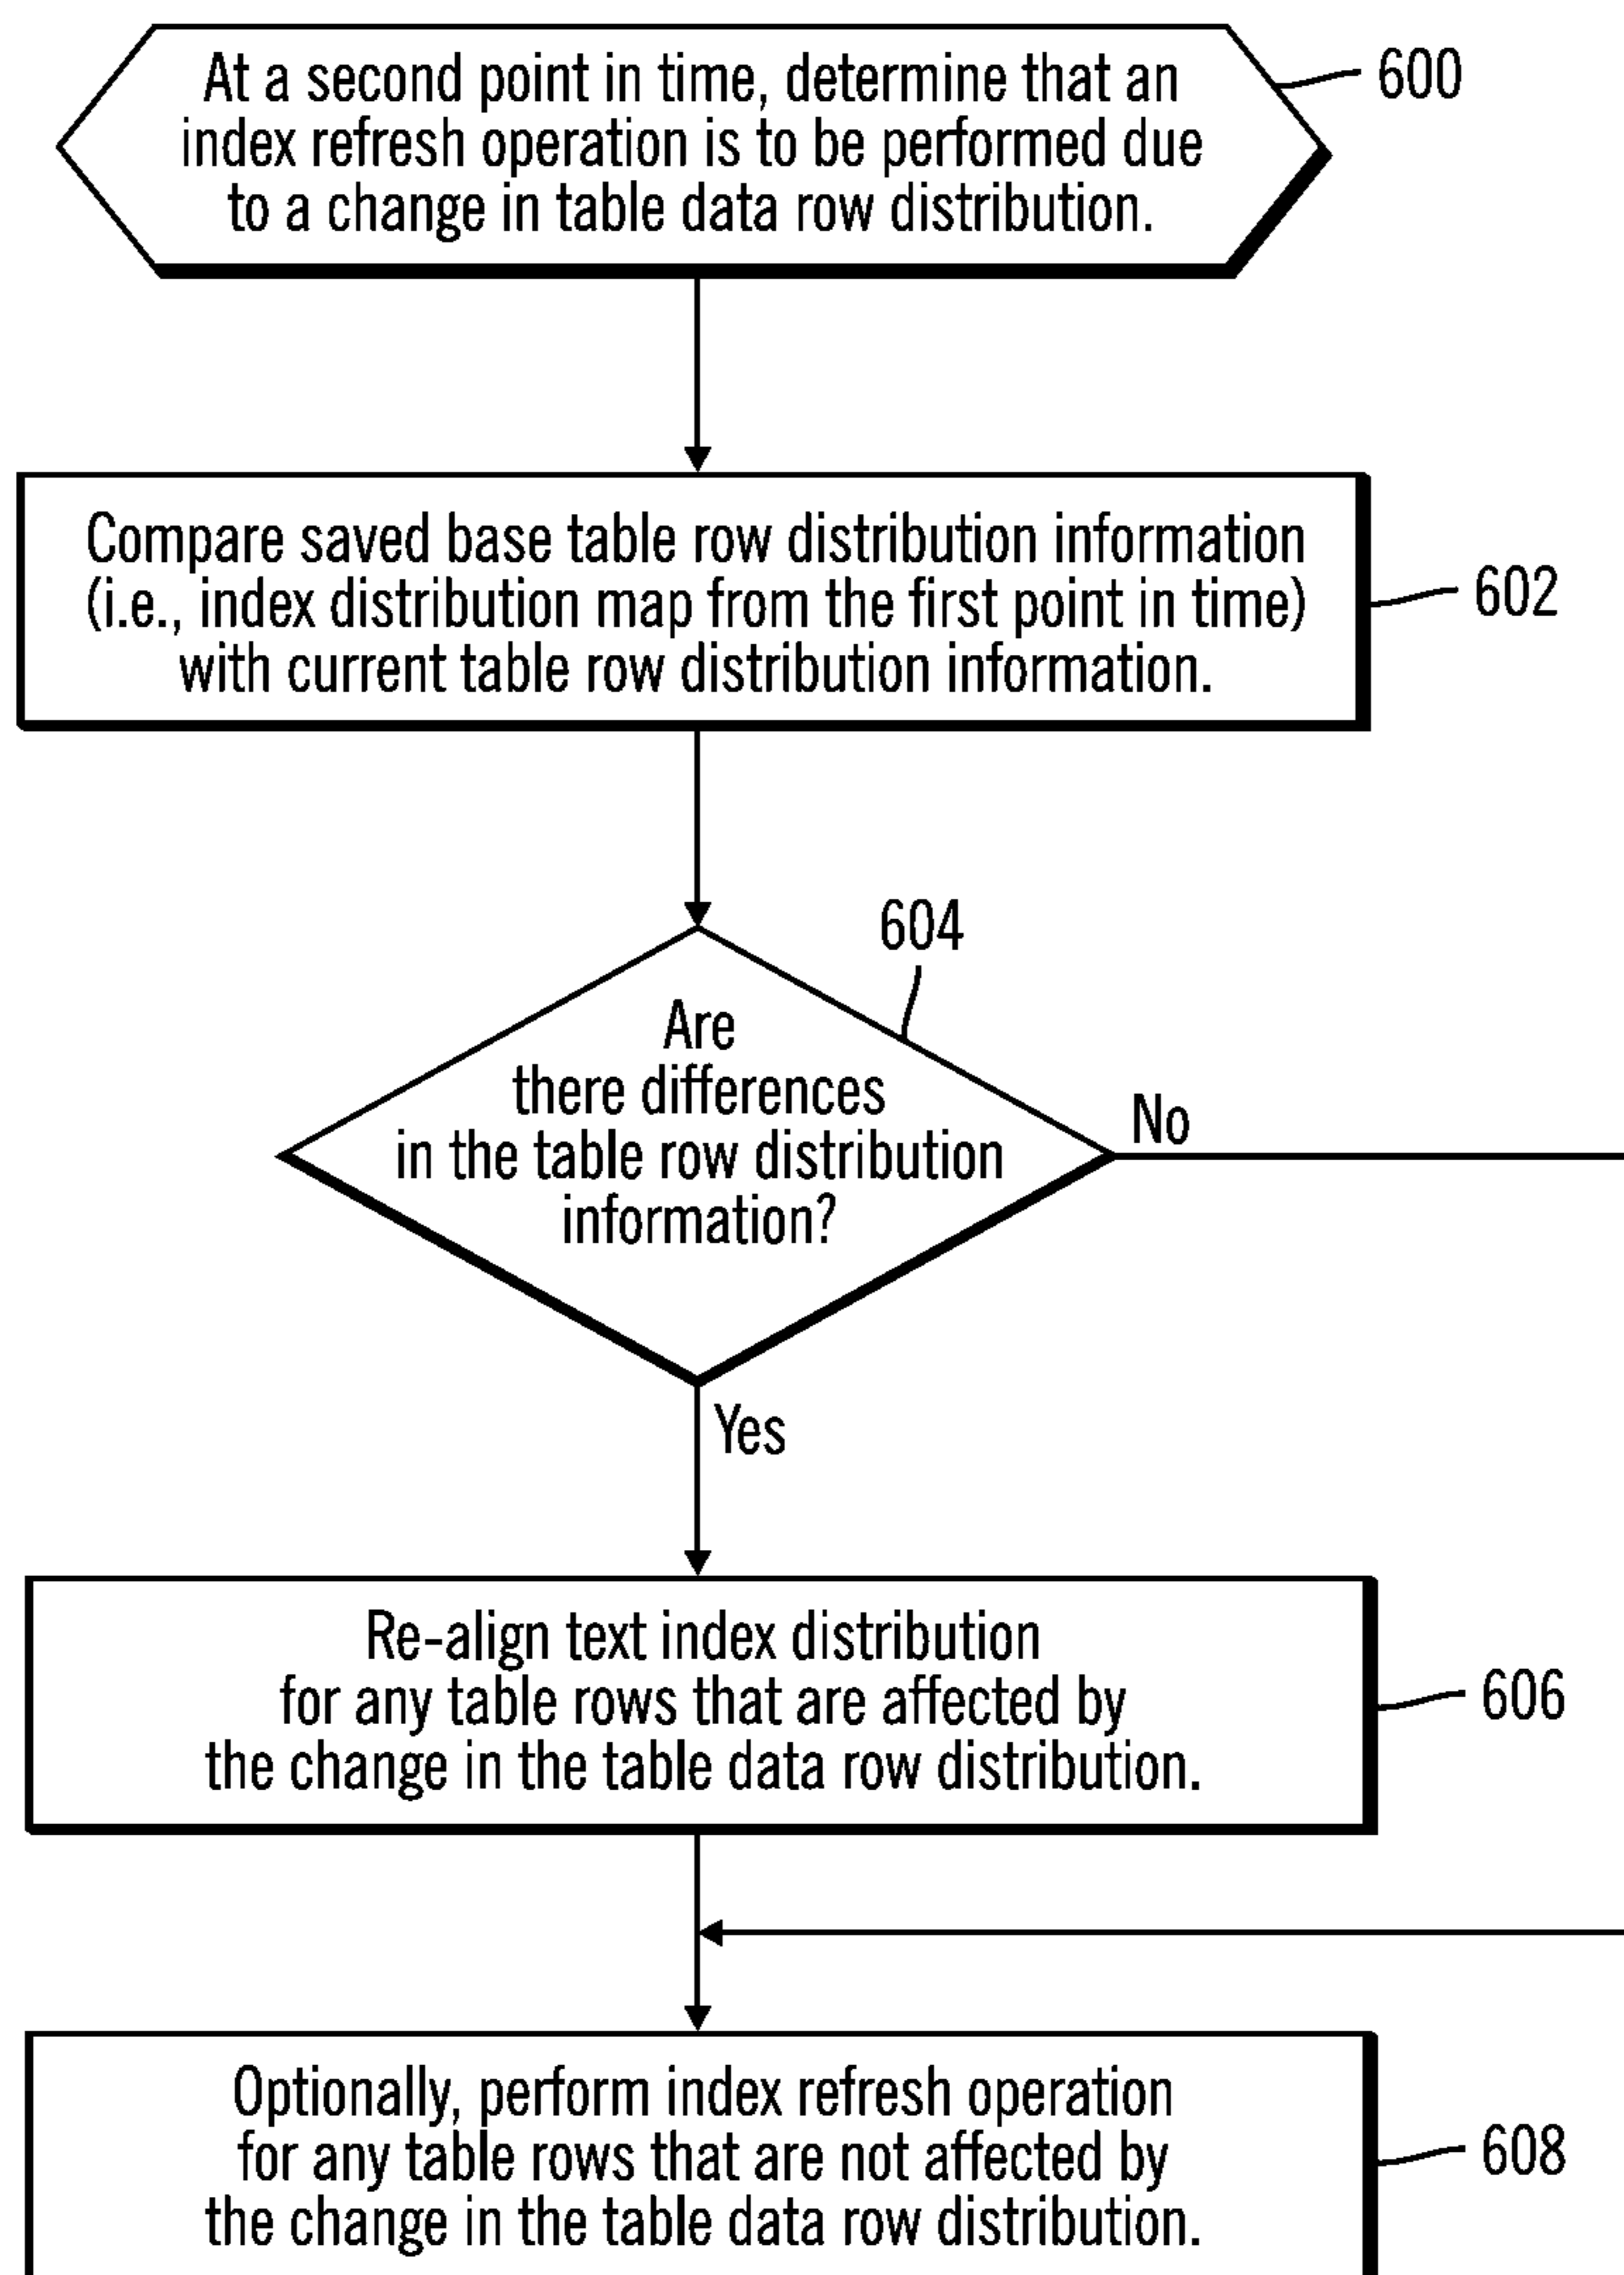 At a second point in time, determine that an
index refresh operation is to be performed due
to a change in table data row distribution.
600
Compare saved base table row distribution information
(i.e., index distribution map from the first point in time)
with current table row distribution information.
602
604
Are
there differences
in the table row distribution
information?
No
Yes
Re-align text index distribution
for any table rows that are affected by
the change in the table data row distribution.
606
Optionally, perform index refresh operation
for any table rows that are not affected by
the change in the table data row distribution.
608